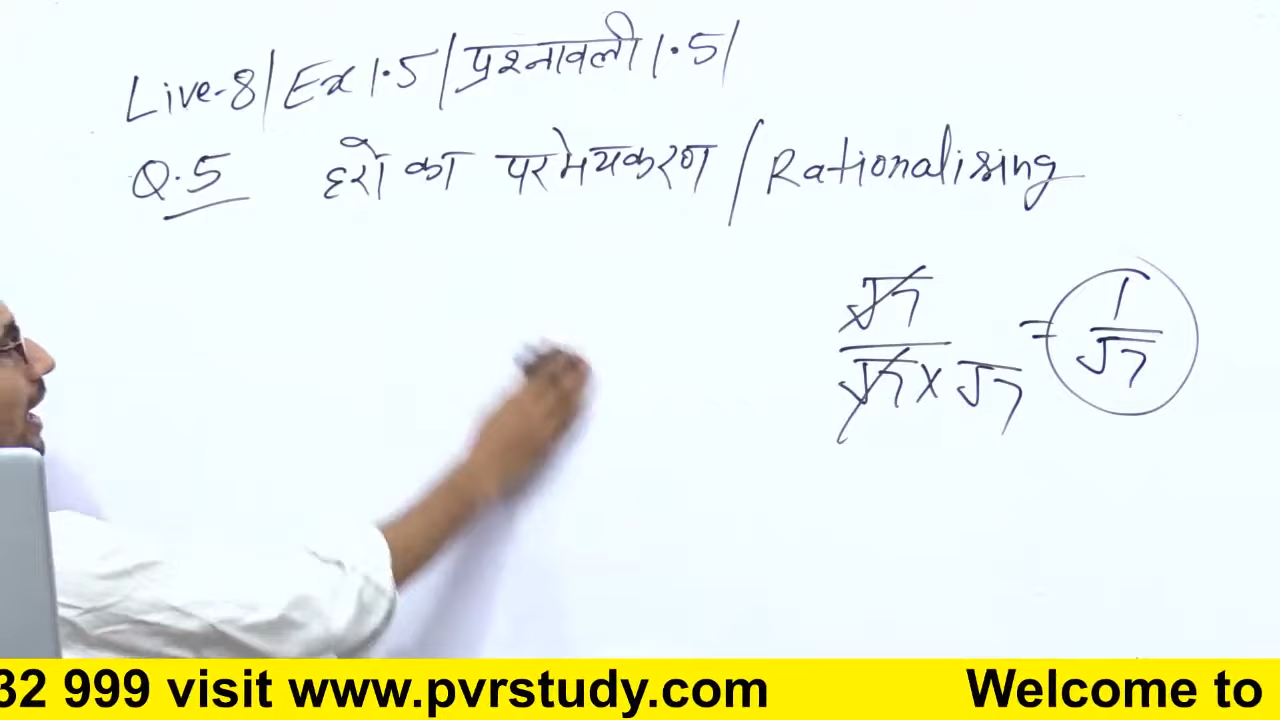 Live-8 | Ex 1.5 | प्रश्नावली 1.5 |
Q.5 हरो का परमेयकरण / Rationalising
√7 / √7 × √7 = 1 / √7
32 999 visit www.pvrstudy.com Welcome to